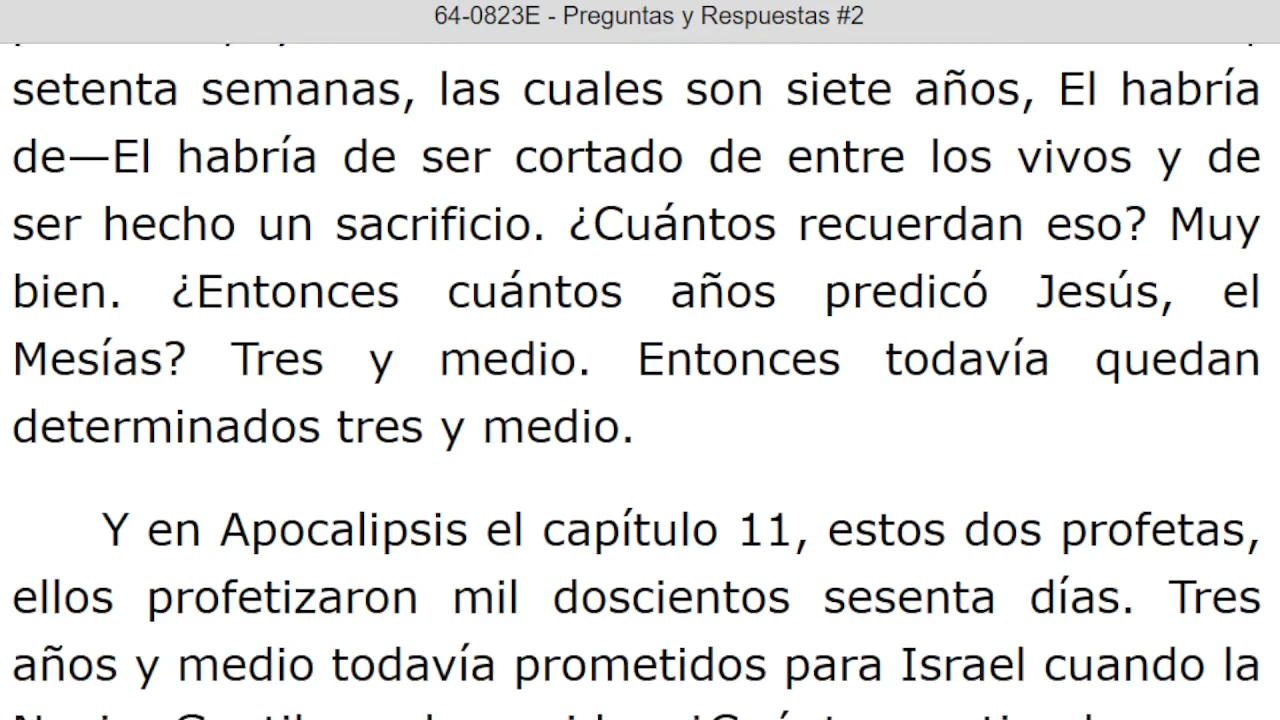 64-0823E - Preguntas y Respuestas #2
setenta semanas, las cuales son siete años, El habría
de—El habría de ser cortado de entre los vivos y de
ser hecho un sacrificio. ¿Cuántos recuerdan eso? Muy
bien. ¿Entonces cuántos años predicó Jesús, el
Mesías? Tres y medio. Entonces todavía quedan
determinados tres y medio.
Y en Apocalipsis el capítulo 11, estos dos profetas,
ellos profetizaron mil doscientos sesenta días. Tres
años y medio todavía prometidos para Israel cuando la